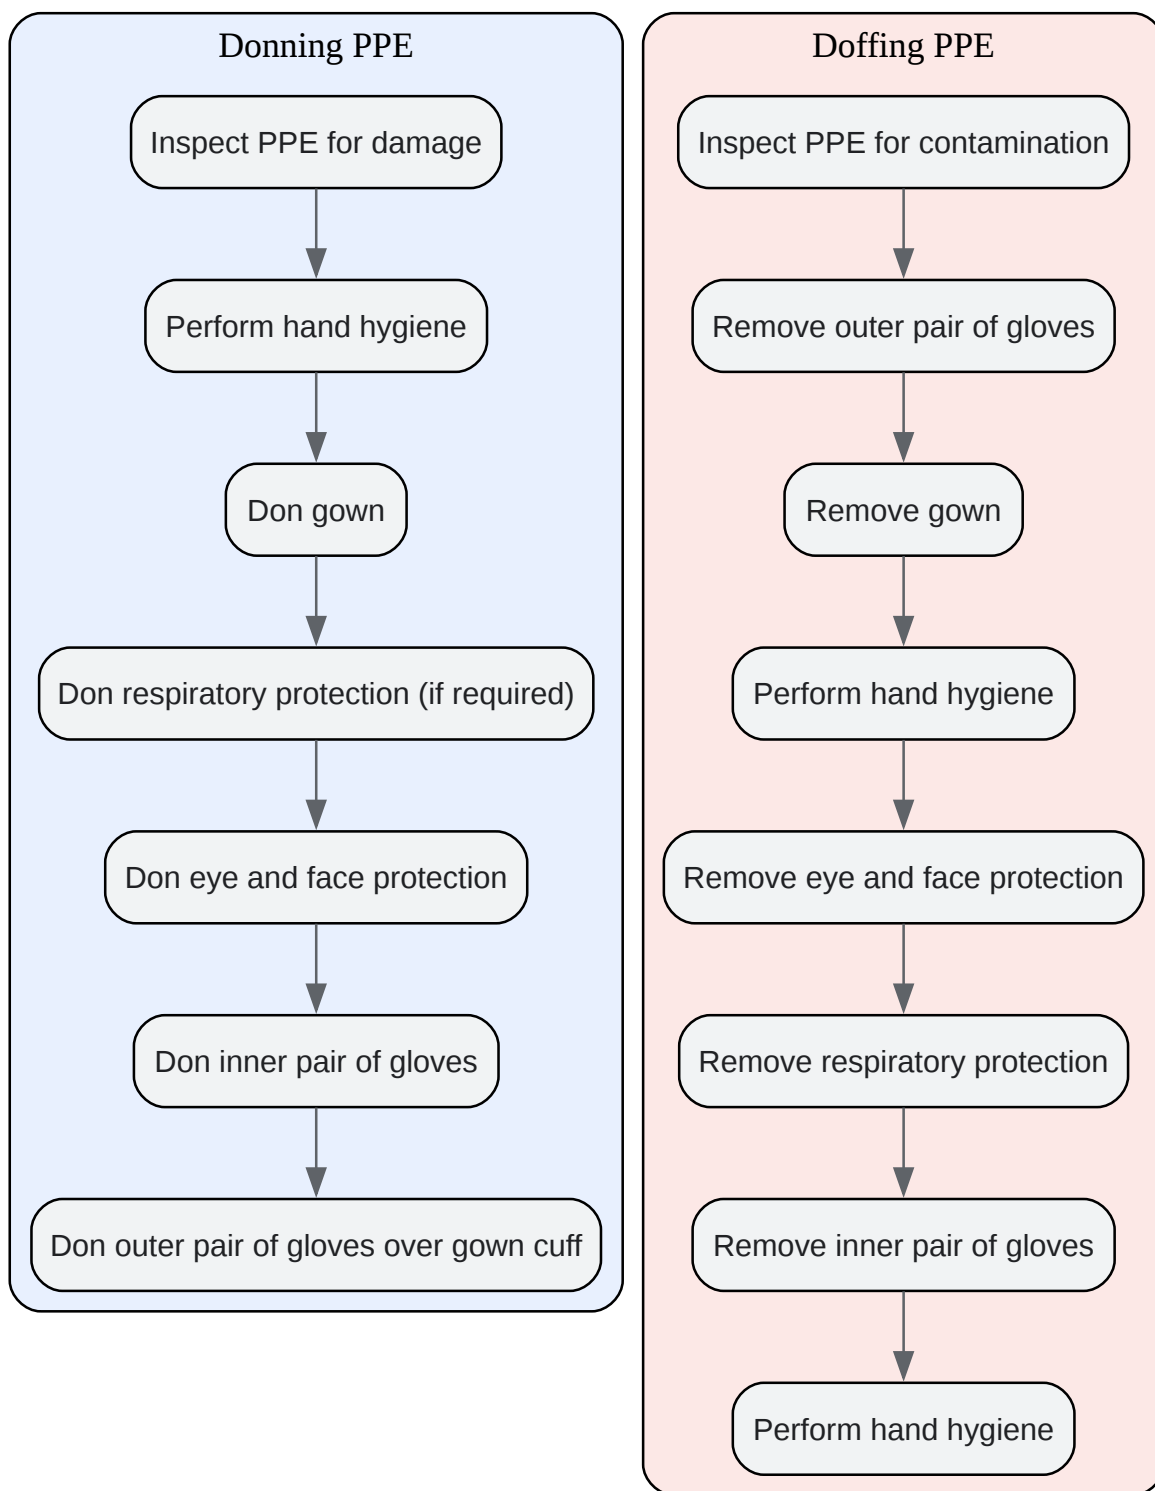 Donning PPE
Inspect PPE for damage
Perform hand hygiene
Don gown
Don respiratory protection (if required)
Don eye and face protection
Don inner pair of gloves
Don outer pair of gloves over gown cuff
Doffing PPE
Inspect PPE for contamination
Remove outer pair of gloves
Remove gown
Perform hand hygiene
Remove eye and face protection
Remove respiratory protection
Remove inner pair of gloves
Perform hand hygiene